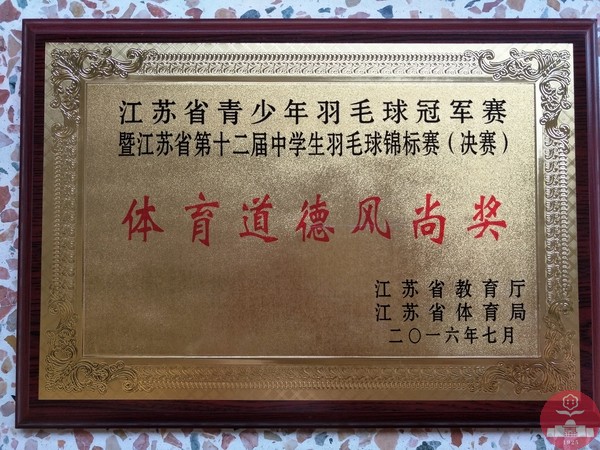 江苏省青少年羽毛球冠军赛
暨江苏省第十二届中学生羽毛球锦标赛（决赛）
体育道德风尚奖
江苏省教育厅
江苏省体育局
二〇一六年七月
1925